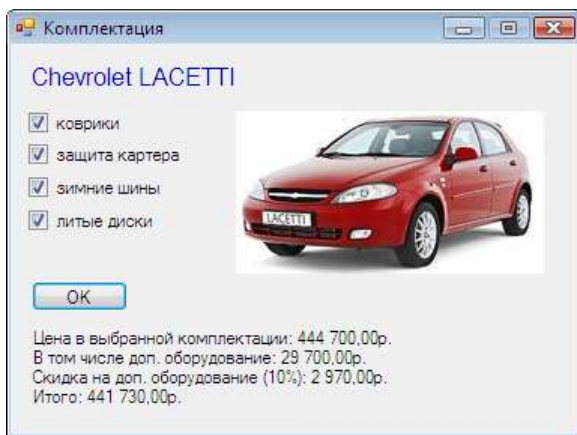 Комплектация
Chevrolet LACETTI
коврики
защита картера
зимние шины
литые диски
LACETTI
OK
Цена в выбранной комплектации: 444 700,00р.
В том числе доп. оборудование: 29 700,00р.
Скидка на доп. оборудование (10%): 2 970,00р.
Итого: 441 730,00р.